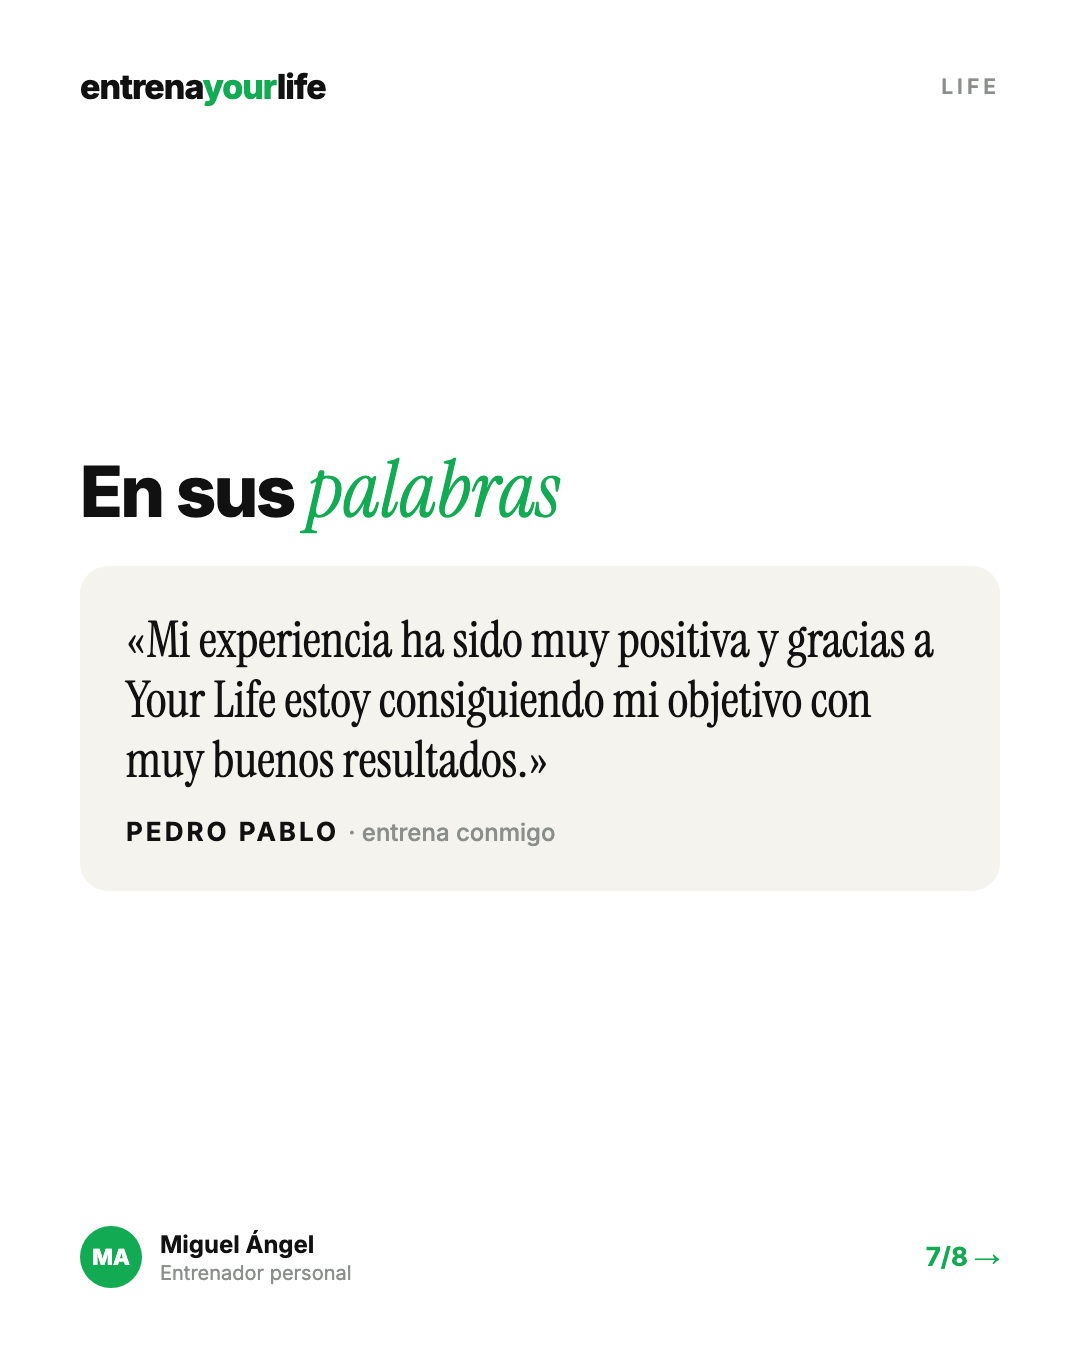 entrenayourlife
LIFE
En sus palabras
«Mi experiencia ha sido muy positiva y gracias a
Your Life estoy consiguiendo mi objetivo con
muy buenos resultados.»
PEDRO PABLO · entrena conmigo
MA
Miguel Ángel
Entrenador personal
7/8 →